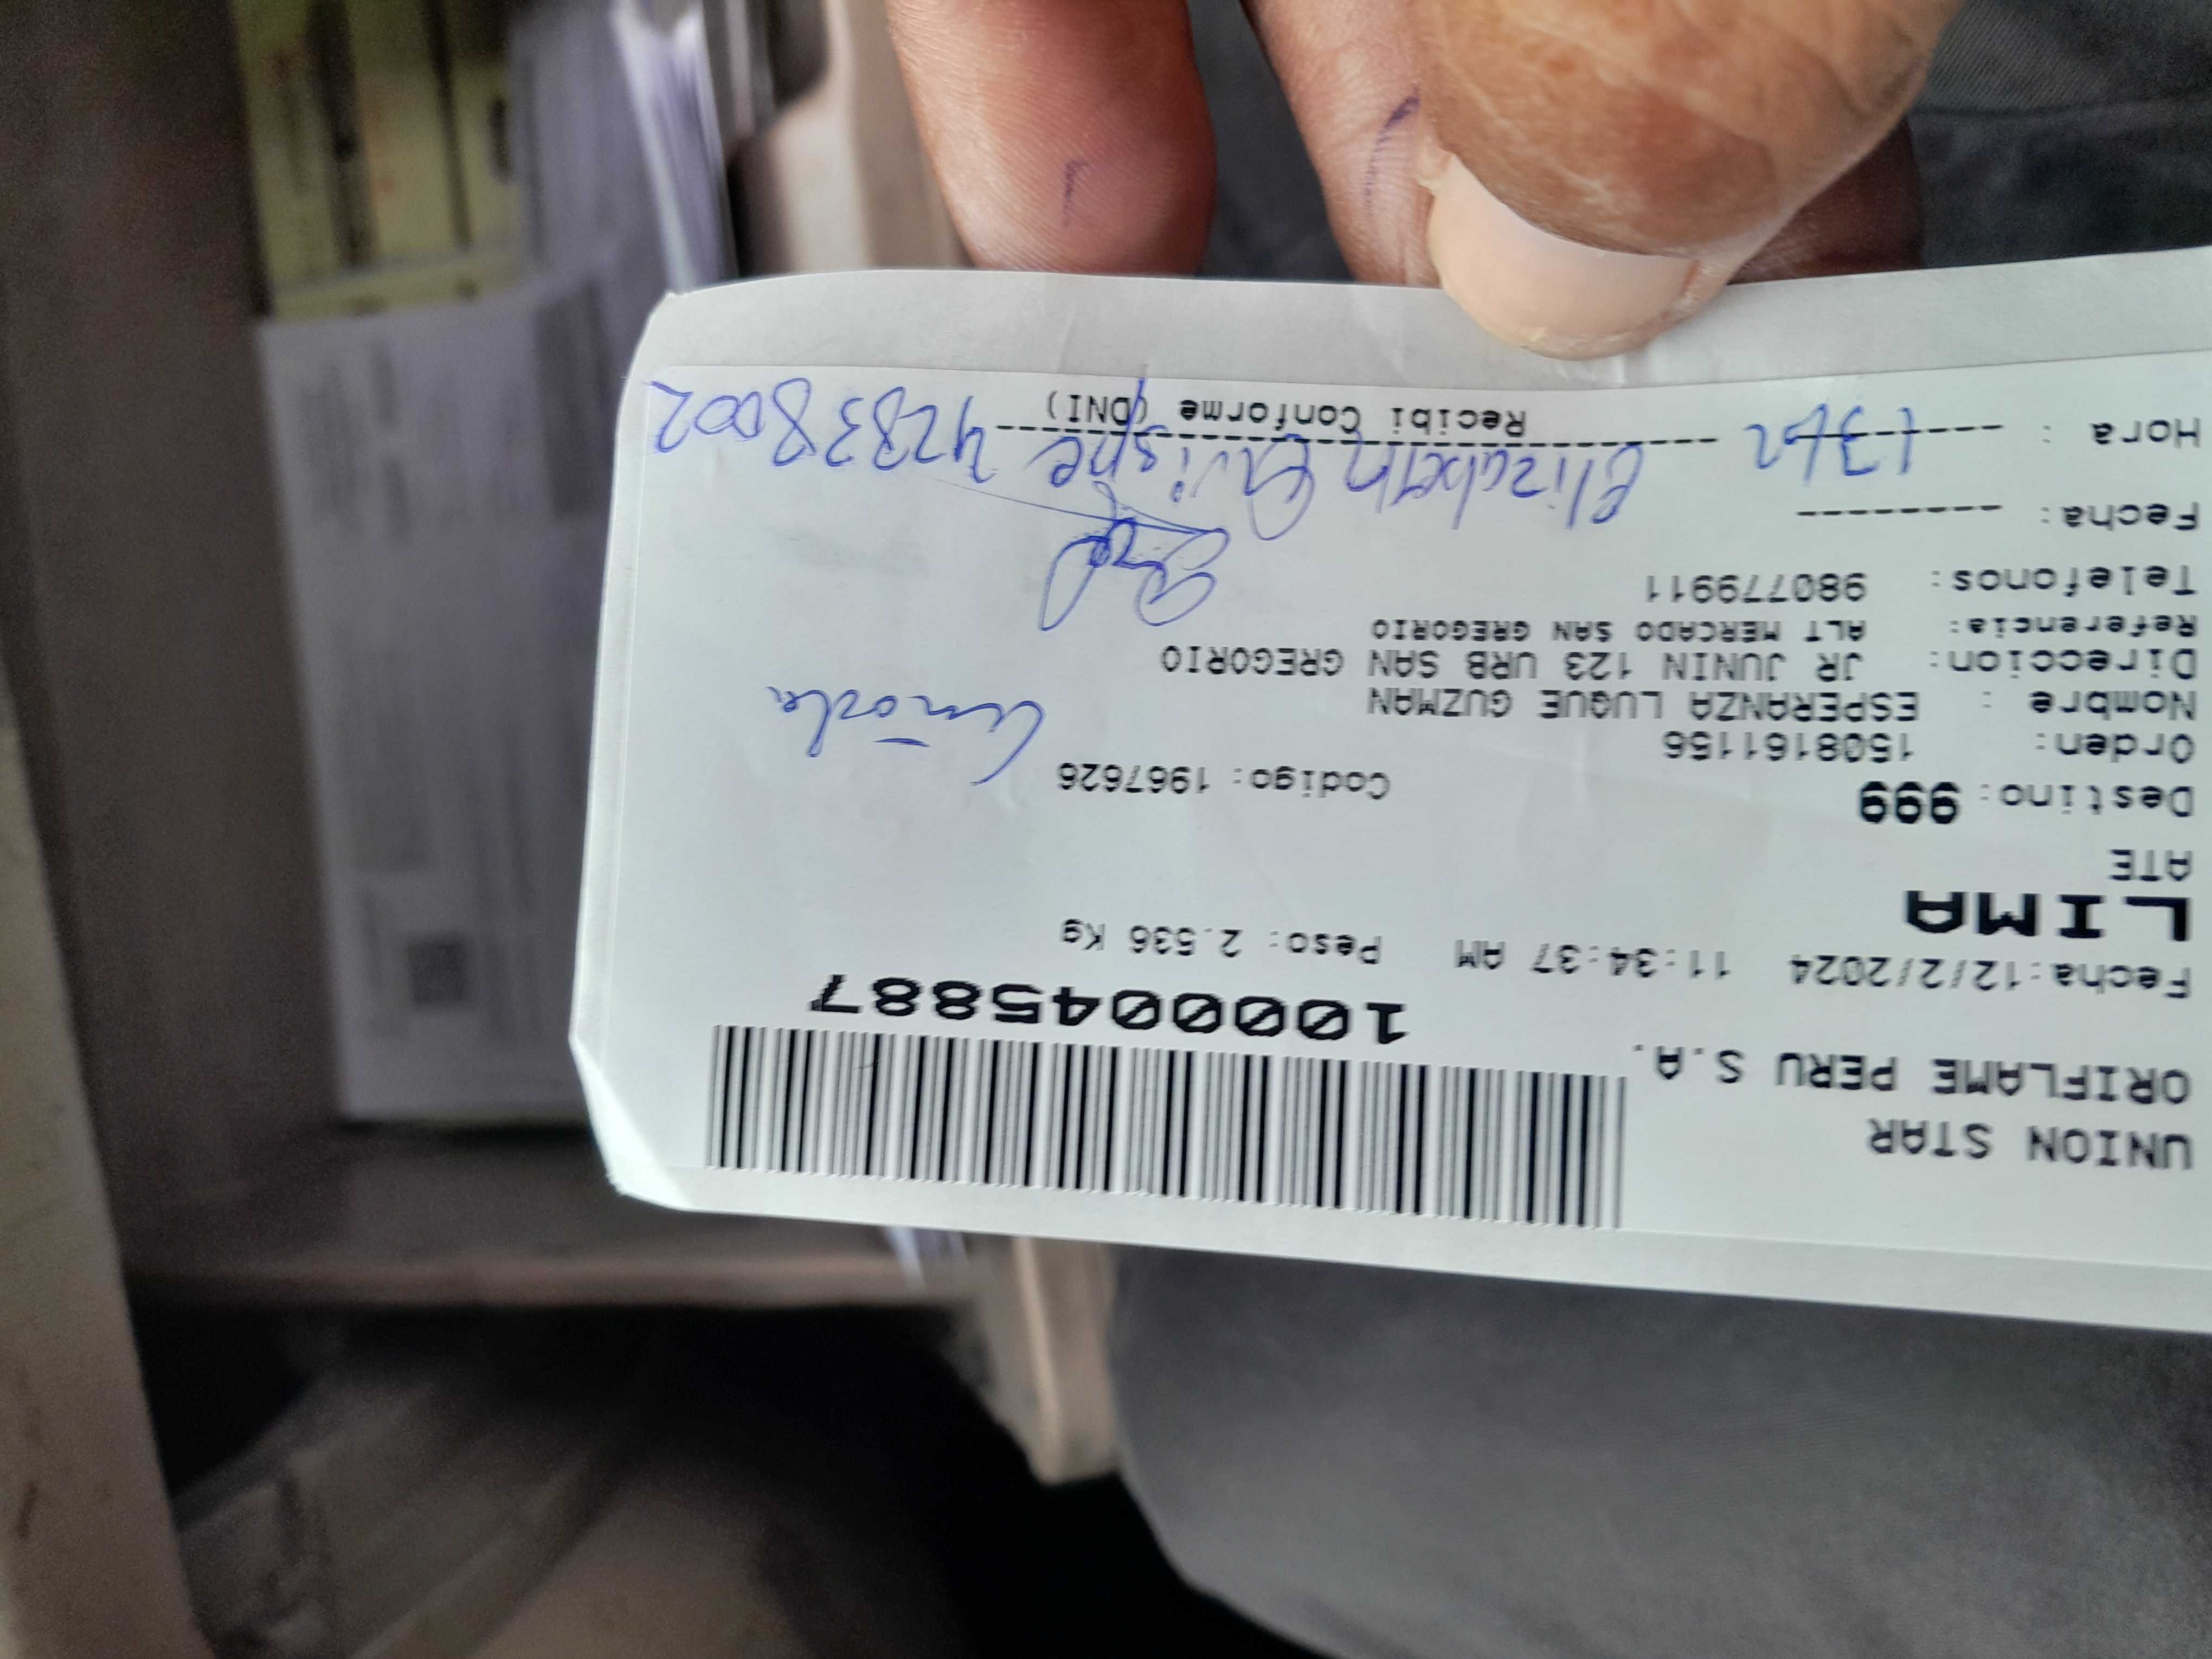 UNION STAR
ORIFLAME PERU S.A.
1000045887
Fecha:12/2/2024 11:34:37 AM Peso: 2.536 Kg
LIMA
ATE
Destino: 999 Codigo: 1967626
Orden: 1508161156
Nombre : ESPERANZA LUQUE GUZMAN
Direccion: JR JUNIN 123 URB SAN GREGORIO
Referencia: ALT MERCADO SAN GREGORIO
Telefonos: 980779911
Fecha: ---------
Elizabeth Quispe 42838002
Hora : 13h
Recibi Conforme (DNI)